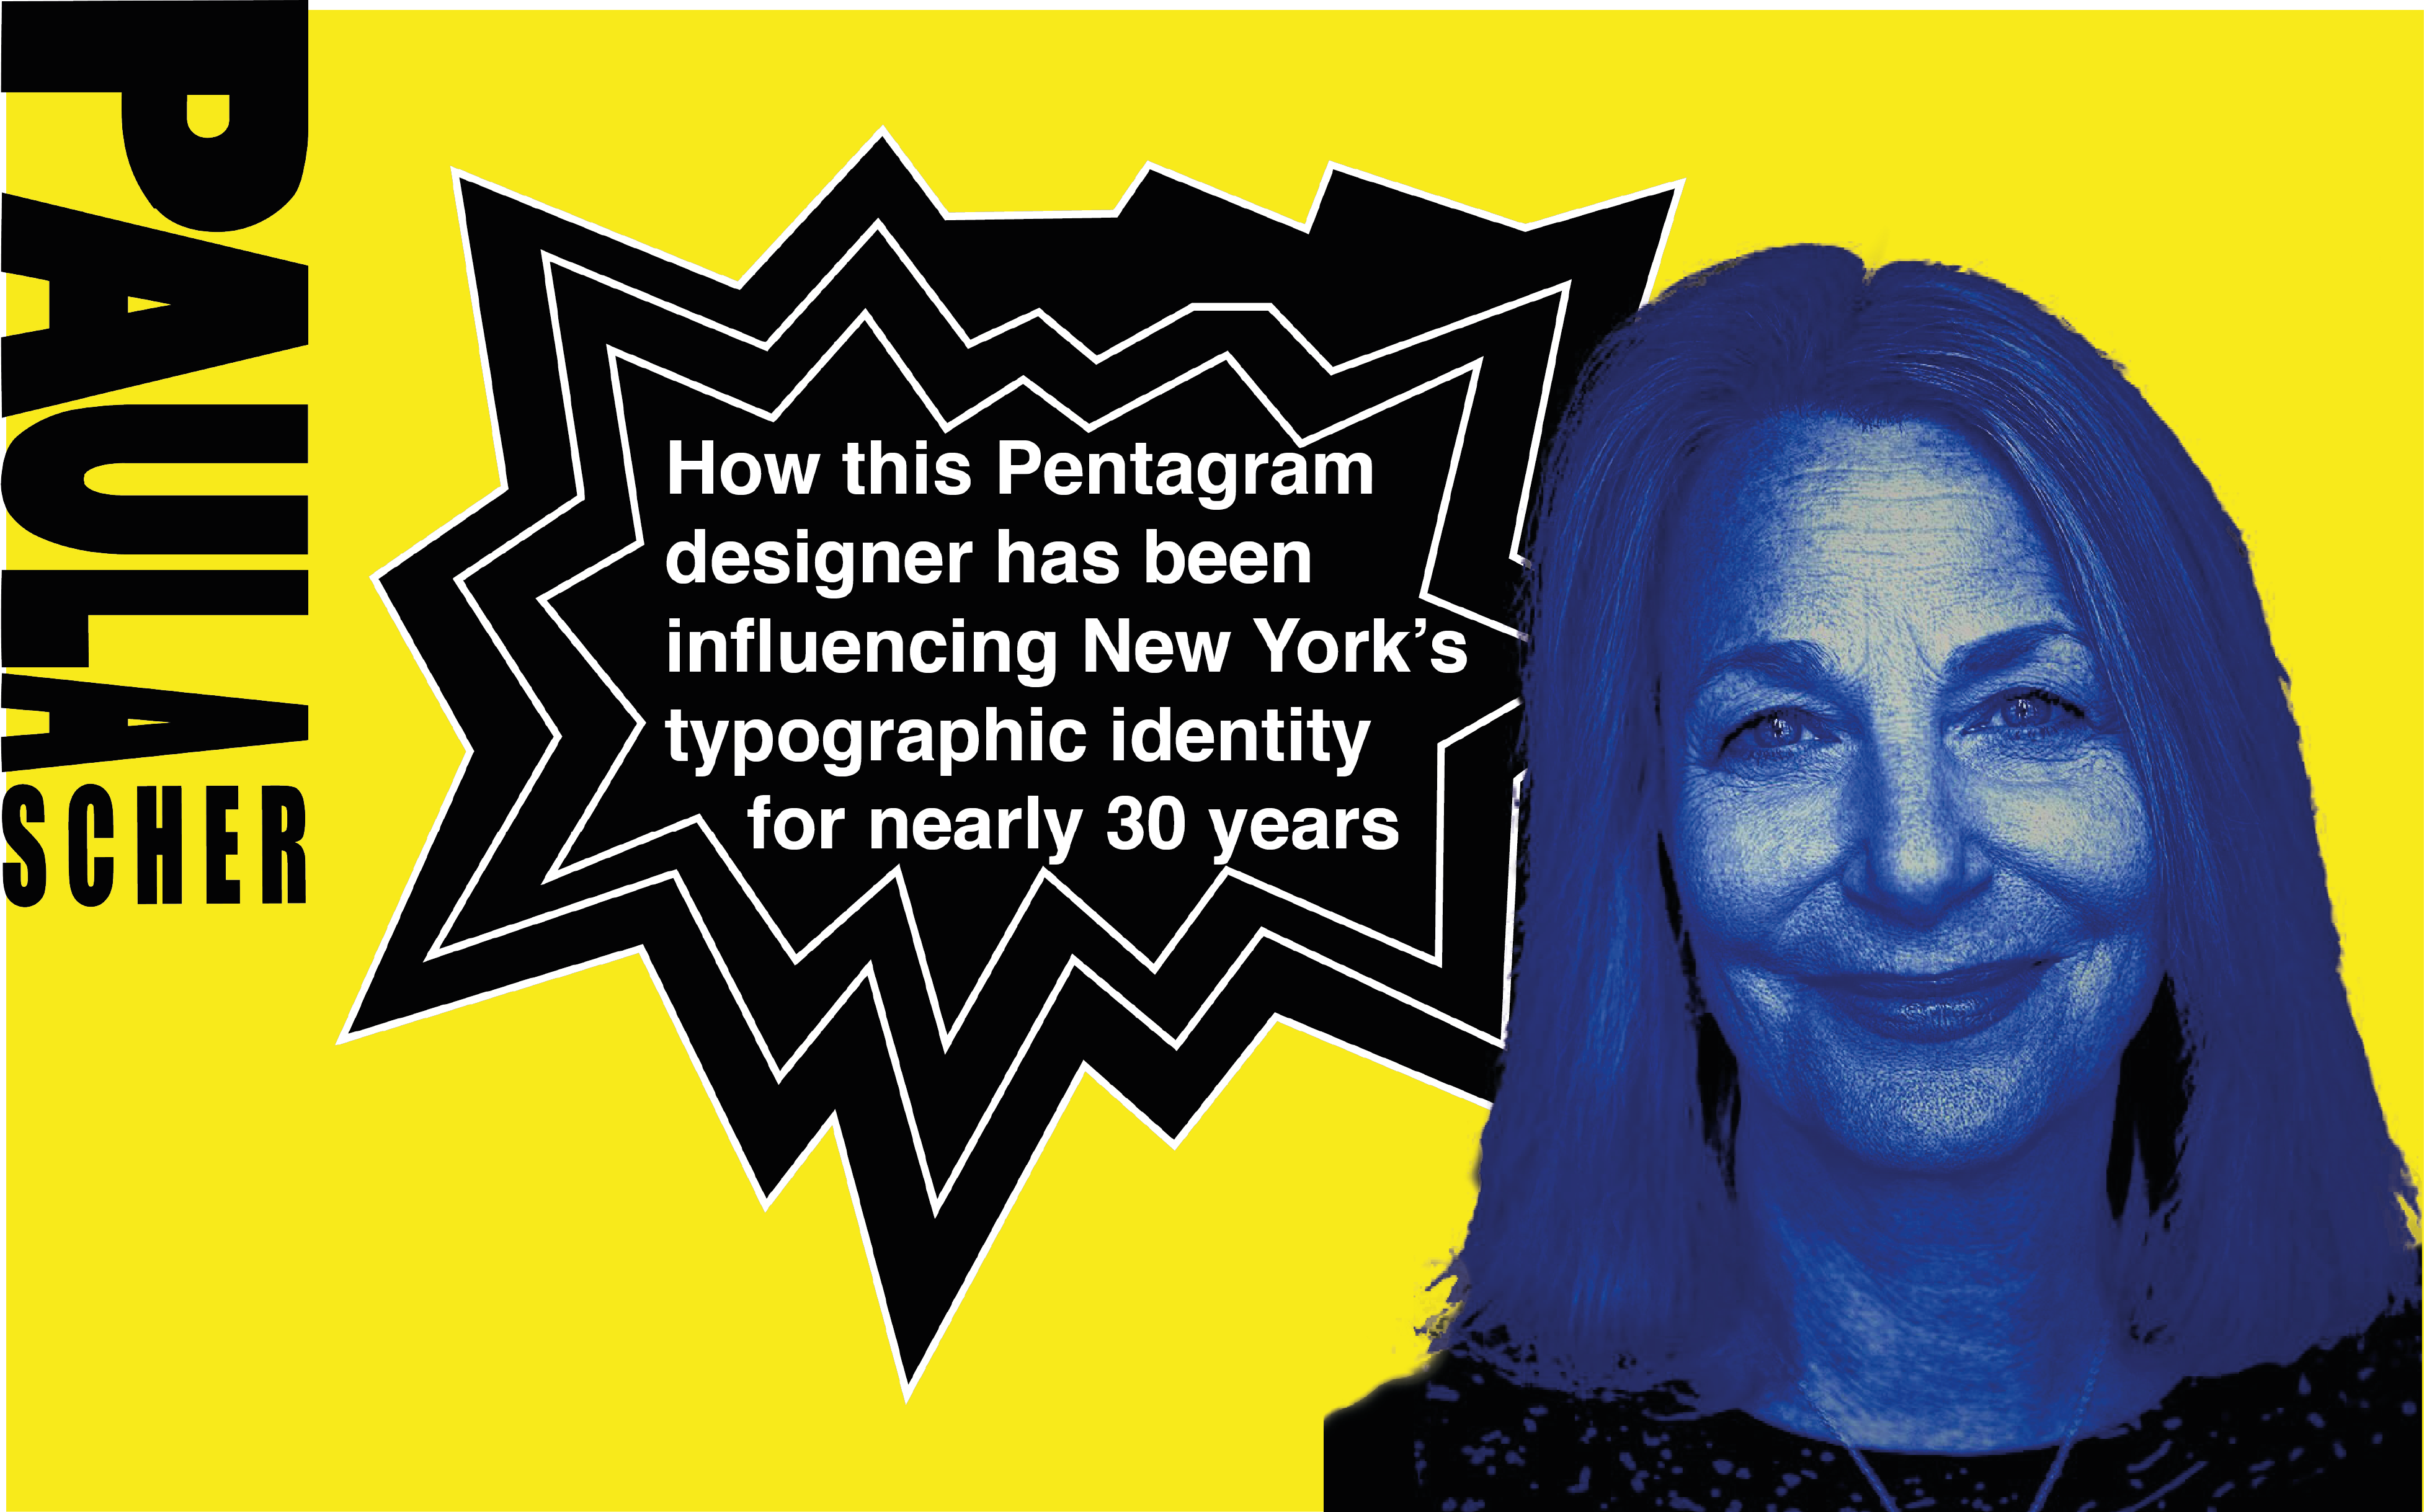 PAULA
SCHER
How this Pentagram
designer has been
influencing New York’s
typographic identity
for nearly 30 years